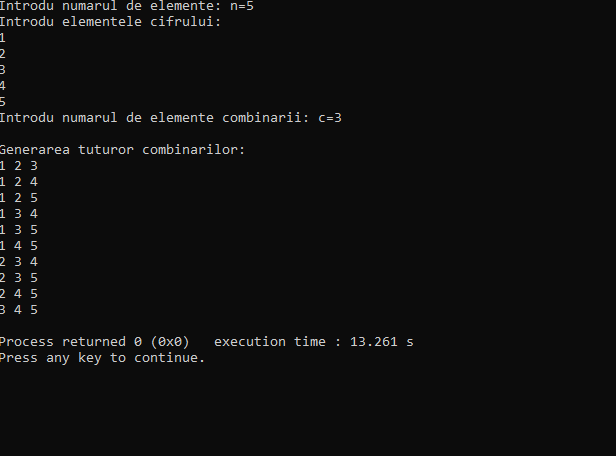 Introdu numarul de elemente: n=5
Introdu elementele cifrului:
1
2
3
4
5
Introdu numarul de elemente combinarii: c=3
Generarea tuturor combinarilor:
1 2 3
1 2 4
1 2 5
1 3 4
1 3 5
1 4 5
2 3 4
2 3 5
2 4 5
3 4 5
Process returned 0 (0x0)   execution time : 13.261 s
Press any key to continue.